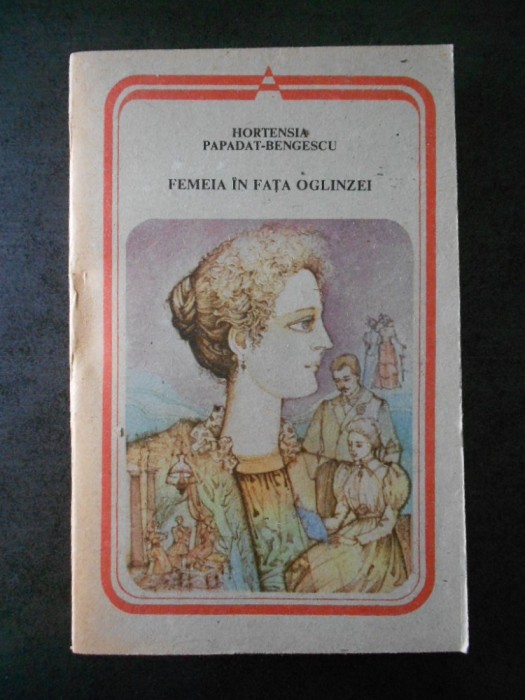 HORTENSIA
PAPADAT-BENGESCU
FEMEIA ÎN FAȚA OGLINZEI